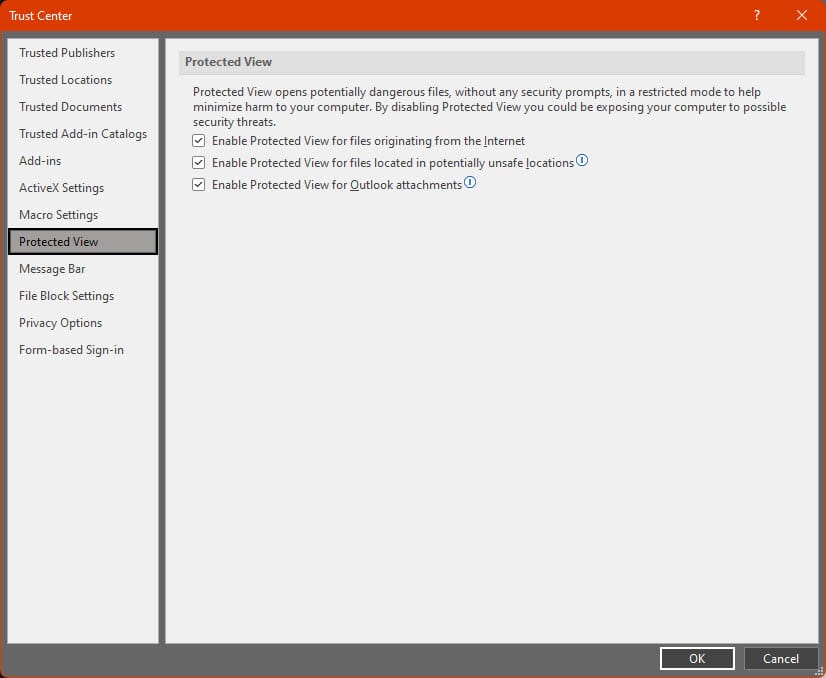 Trust Center
?
Trusted Publishers
Trusted Locations
Trusted Documents
Trusted Add-in Catalogs
Add-ins
ActiveX Settings
Macro Settings
Protected View
Message Bar
File Block Settings
Privacy Options
Form-based Sign-in
Protected View
Protected View opens potentially dangerous files, without any security prompts, in a restricted mode to help
minimize harm to your computer. By disabling Protected View you could be exposing your computer to possible
security threats.
Enable Protected View for files originating from the Internet
Enable Protected View for files located in potentially unsafe locations
Enable Protected View for Outlook attachments
OK
Cancel